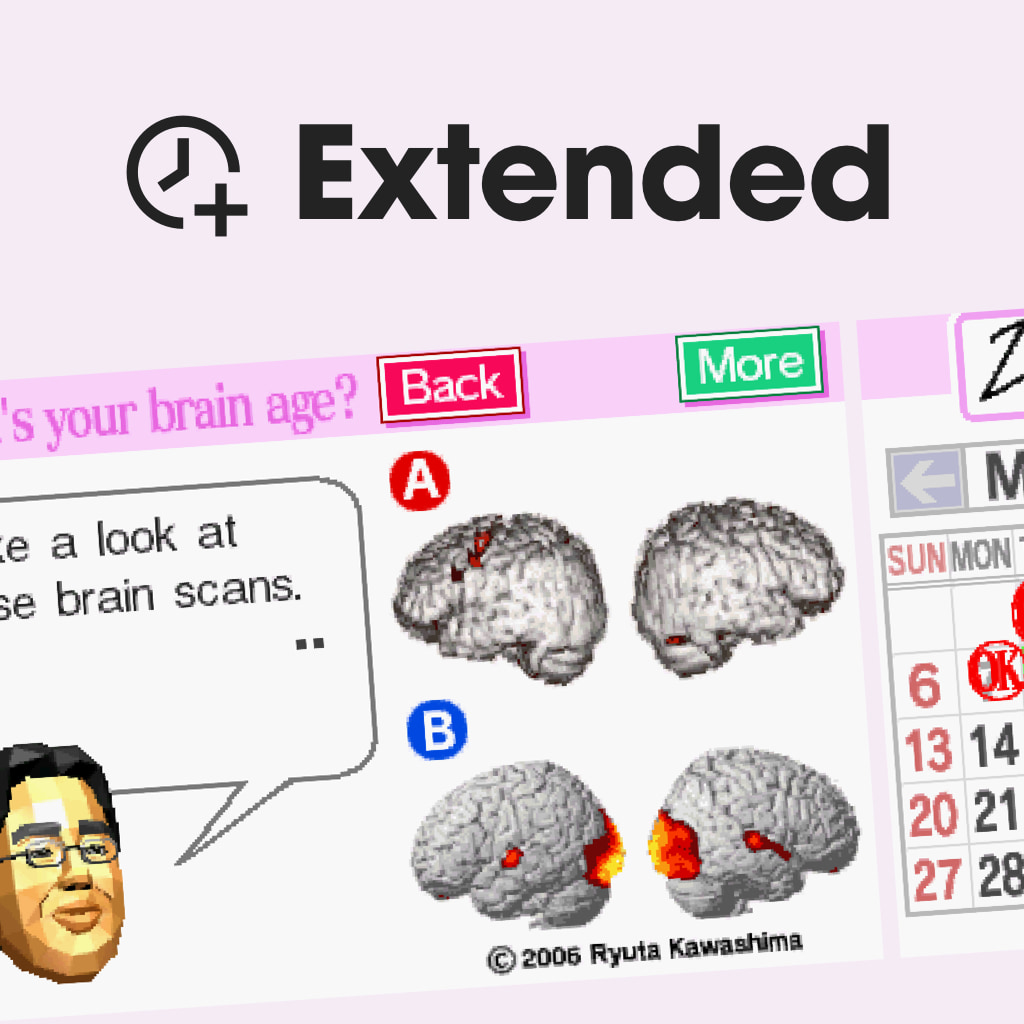 Extended
's your brain age?
Back
More
e a look at
se brain scans.
A
B
© 2006 Ryuta Kawashima
M
SUN MON
6 OK
13 14
20 21
27 28